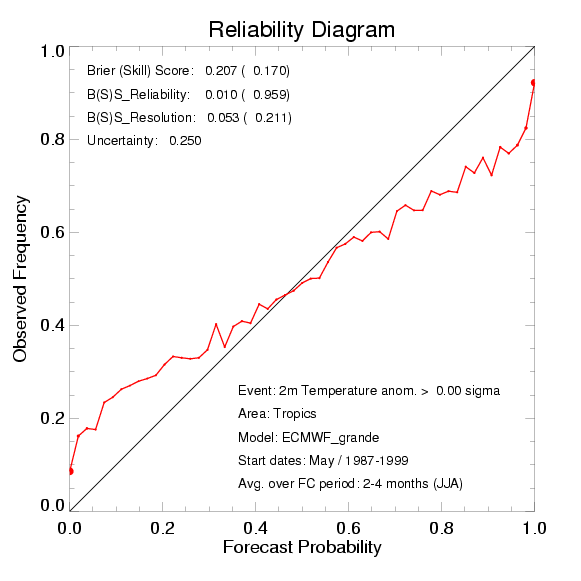 Reliability Diagram
1.0
Brier (Skill) Score: 0.207 ( 0.170)
B(S)S_Reliability: 0.010 ( 0.959)
B(S)S_Resolution: 0.053 ( 0.211)
Uncertainty: 0.250
0.8
0.6
Observed Frequency
0.4
Event: 2m Temperature anom. > 0.00 sigma
Area: Tropics
0.2
Model: ECMWF_grande
Start dates: May / 1987-1999
Avg. over FC period: 2-4 months (JJA)
0.0
0.0 0.2 0.4 0.6 0.8 1.0
Forecast Probability